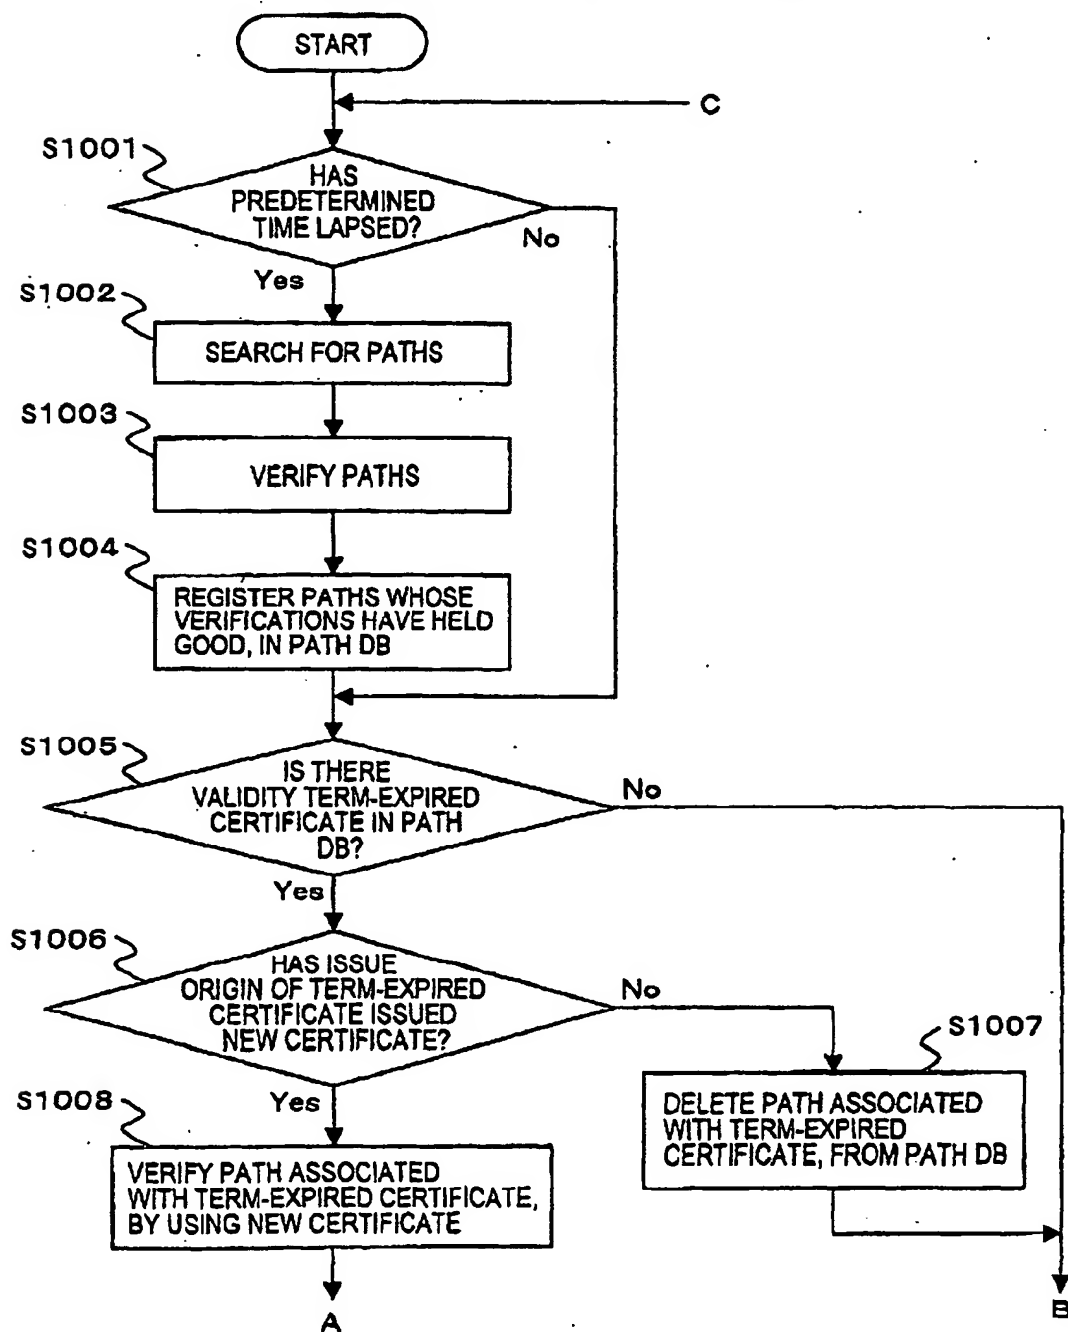 START
C
S1001
HAS
PREDETERMINED
TIME LAPSED?
No
Yes
S1002
SEARCH FOR PATHS
S1003
VERIFY PATHS
S1004
REGISTER PATHS WHOSE
VERIFICATIONS HAVE HELD
GOOD, IN PATH DB
S1005
IS THERE
VALIDITY TERM-EXPIRED
CERTIFICATE IN PATH
DB?
No
Yes
S1006
HAS ISSUE
ORIGIN OF TERM-EXPIRED
CERTIFICATE ISSUED
NEW CERTIFICATE?
No
Yes
S1007
DELETE PATH ASSOCIATED
WITH TERM-EXPIRED
CERTIFICATE, FROM PATH DB
S1008
VERIFY PATH ASSOCIATED
WITH TERM-EXPIRED CERTIFICATE,
BY USING NEW CERTIFICATE
A
B